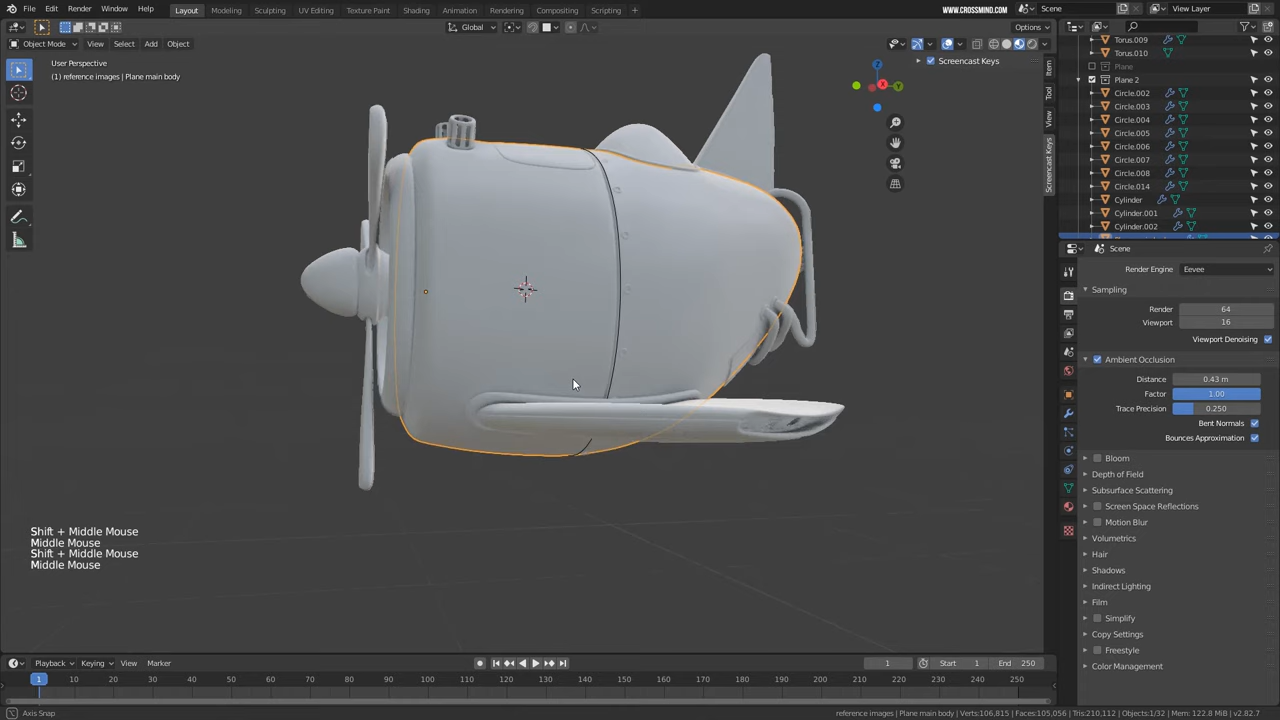 File Edit Render Window Help Layout Modeling Sculpting UV Editing Texture Paint Shading Animation Rendering Compositing Scripting + WWW.CROSSMIND.COM Scene View Layer
Global Options
Object Mode View Select Add Object
User Perspective
(1) reference images | Plane main body
Screencast Keys
Item
Tool
View
Screencast Keys
X
Y
Z
Torus.009
Torus.010
Plane
Plane 2
Circle.002
Circle.003
Circle.004
Circle.005
Circle.006
Circle.007
Circle.008
Circle.014
Cylinder
Cylinder.001
Cylinder.002
Scene
Render Engine Eevee
Sampling
Render 64
Viewport 16
Viewport Denoising
Ambient Occlusion
Distance 0.43 m
Factor 1.00
Trace Precision 0.250
Bent Normals
Bounces Approximation
Bloom
Depth of Field
Subsurface Scattering
Screen Space Reflections
Motion Blur
Volumetrics
Hair
Shadows
Indirect Lighting
Film
Simplify
Copy Settings
Freestyle
Color Management
Shift + Middle Mouse
Middle Mouse
Shift + Middle Mouse
Middle Mouse
Playback Keying View Marker 1 Start 1 End 250
1 10 20 30 40 50 60 70 80 90 100 110 120 130 140 150 160 170 180 190 200 210 220 230 240 250
Axis Snap reference images | Plane main body | Verts:106,815 | Faces:105,056 | Tris:210,112 | Objects:1/32 | Mem: 122.8 MiB | v2.82.7